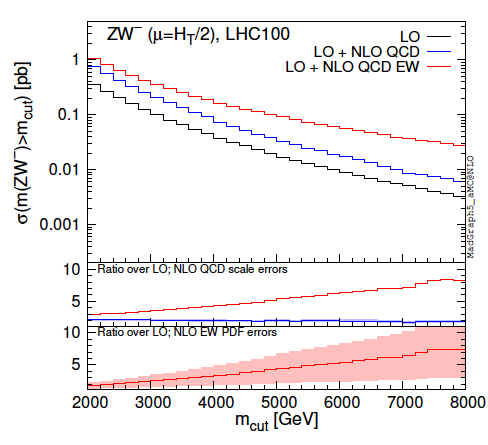 ZW⁻ (μ=H_T/2), LHC100
LO
LO + NLO QCD
LO + NLO QCD EW
σ(m(ZW⁻)>m_cut) [pb]
1
0.1
0.01
0.001
MadGraph5_aMC@NLO
Ratio over LO; NLO QCD scale errors
10
5
Ratio over LO; NLO EW PDF errors
10
5
2000 3000 4000 5000 6000 7000 8000
m_cut [GeV]